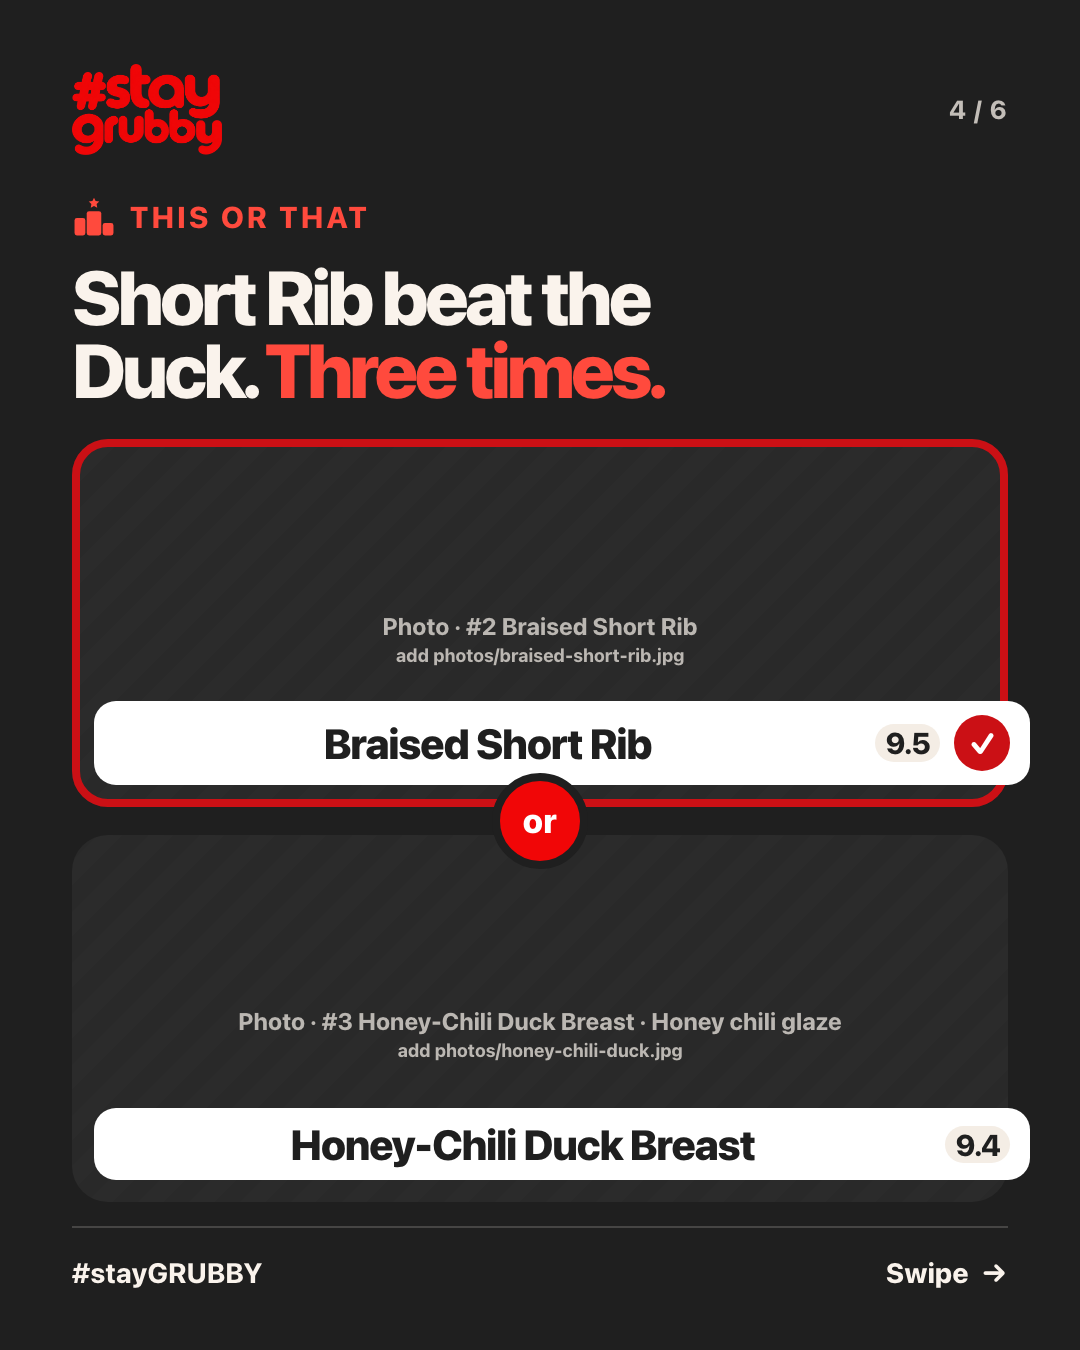 #stay
grubby
4 / 6
THIS OR THAT
Short Rib beat the
Duck. Three times.
Photo · #2 Braised Short Rib
add photos/braised-short-rib.jpg
Braised Short Rib
9.5
or
Photo · #3 Honey-Chili Duck Breast · Honey chili glaze
add photos/honey-chili-duck.jpg
Honey-Chili Duck Breast
9.4
#stayGRUBBY
Swipe →